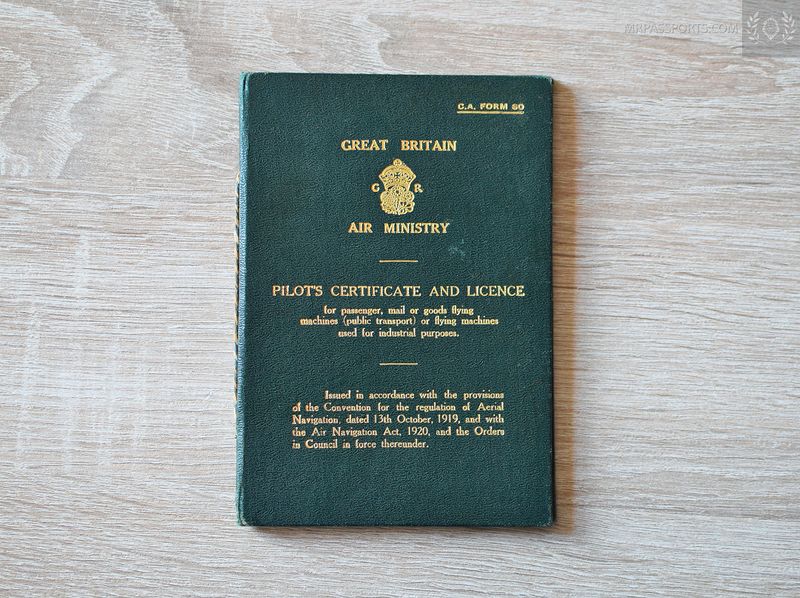 MRPASSPORTS.COM
C.A. FORM 80
GREAT BRITAIN
G R
AIR MINISTRY
PILOT'S CERTIFICATE AND LICENCE
for passenger, mail or goods flying
machines (public transport) or flying machines
used for industrial purposes.
Issued in accordance with the provisions
of the Convention for the regulation of Aerial
Navigation, dated 13th October, 1919, and with
the Air Navigation Act, 1920, and the Orders
in Council in force thereunder.